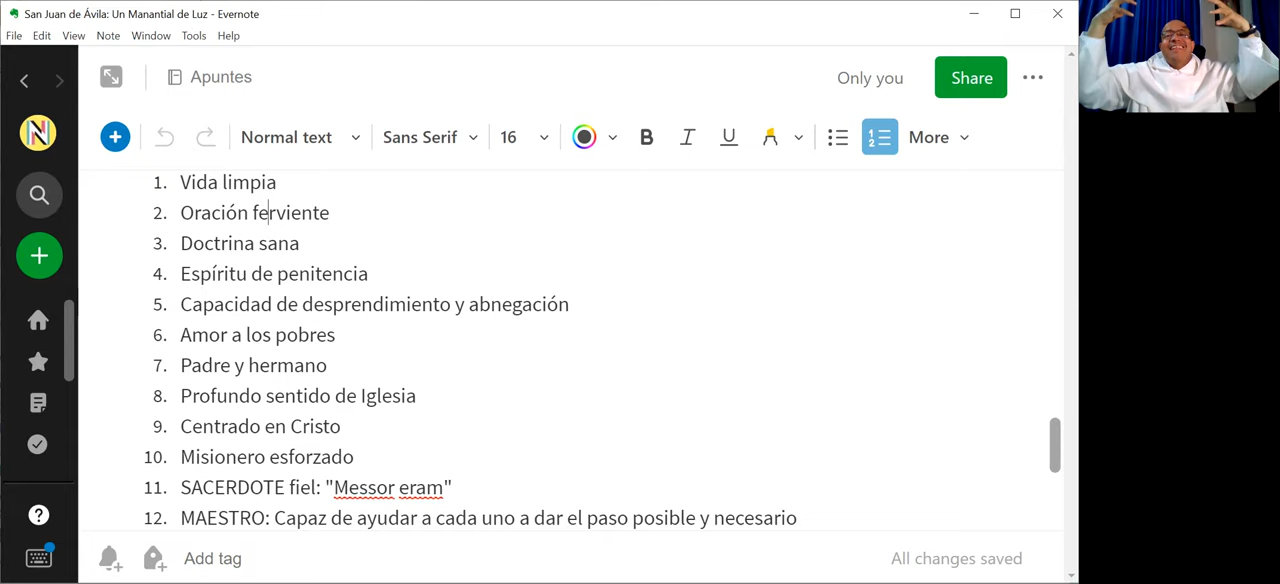 San Juan de Ávila: Un Manantial de Luz - Evernote
File Edit View Note Window Tools Help
Apuntes
Only you
Share
Normal text
Sans Serif
16
B I U
More
N
1. Vida limpia
2. Oración ferviente
3. Doctrina sana
4. Espíritu de penitencia
5. Capacidad de desprendimiento y abnegación
6. Amor a los pobres
7. Padre y hermano
8. Profundo sentido de Iglesia
9. Centrado en Cristo
10. Misionero esforzado
11. SACERDOTE fiel: "Messor eram"
12. MAESTRO: Capaz de ayudar a cada uno a dar el paso posible y necesario
Add tag
All changes saved